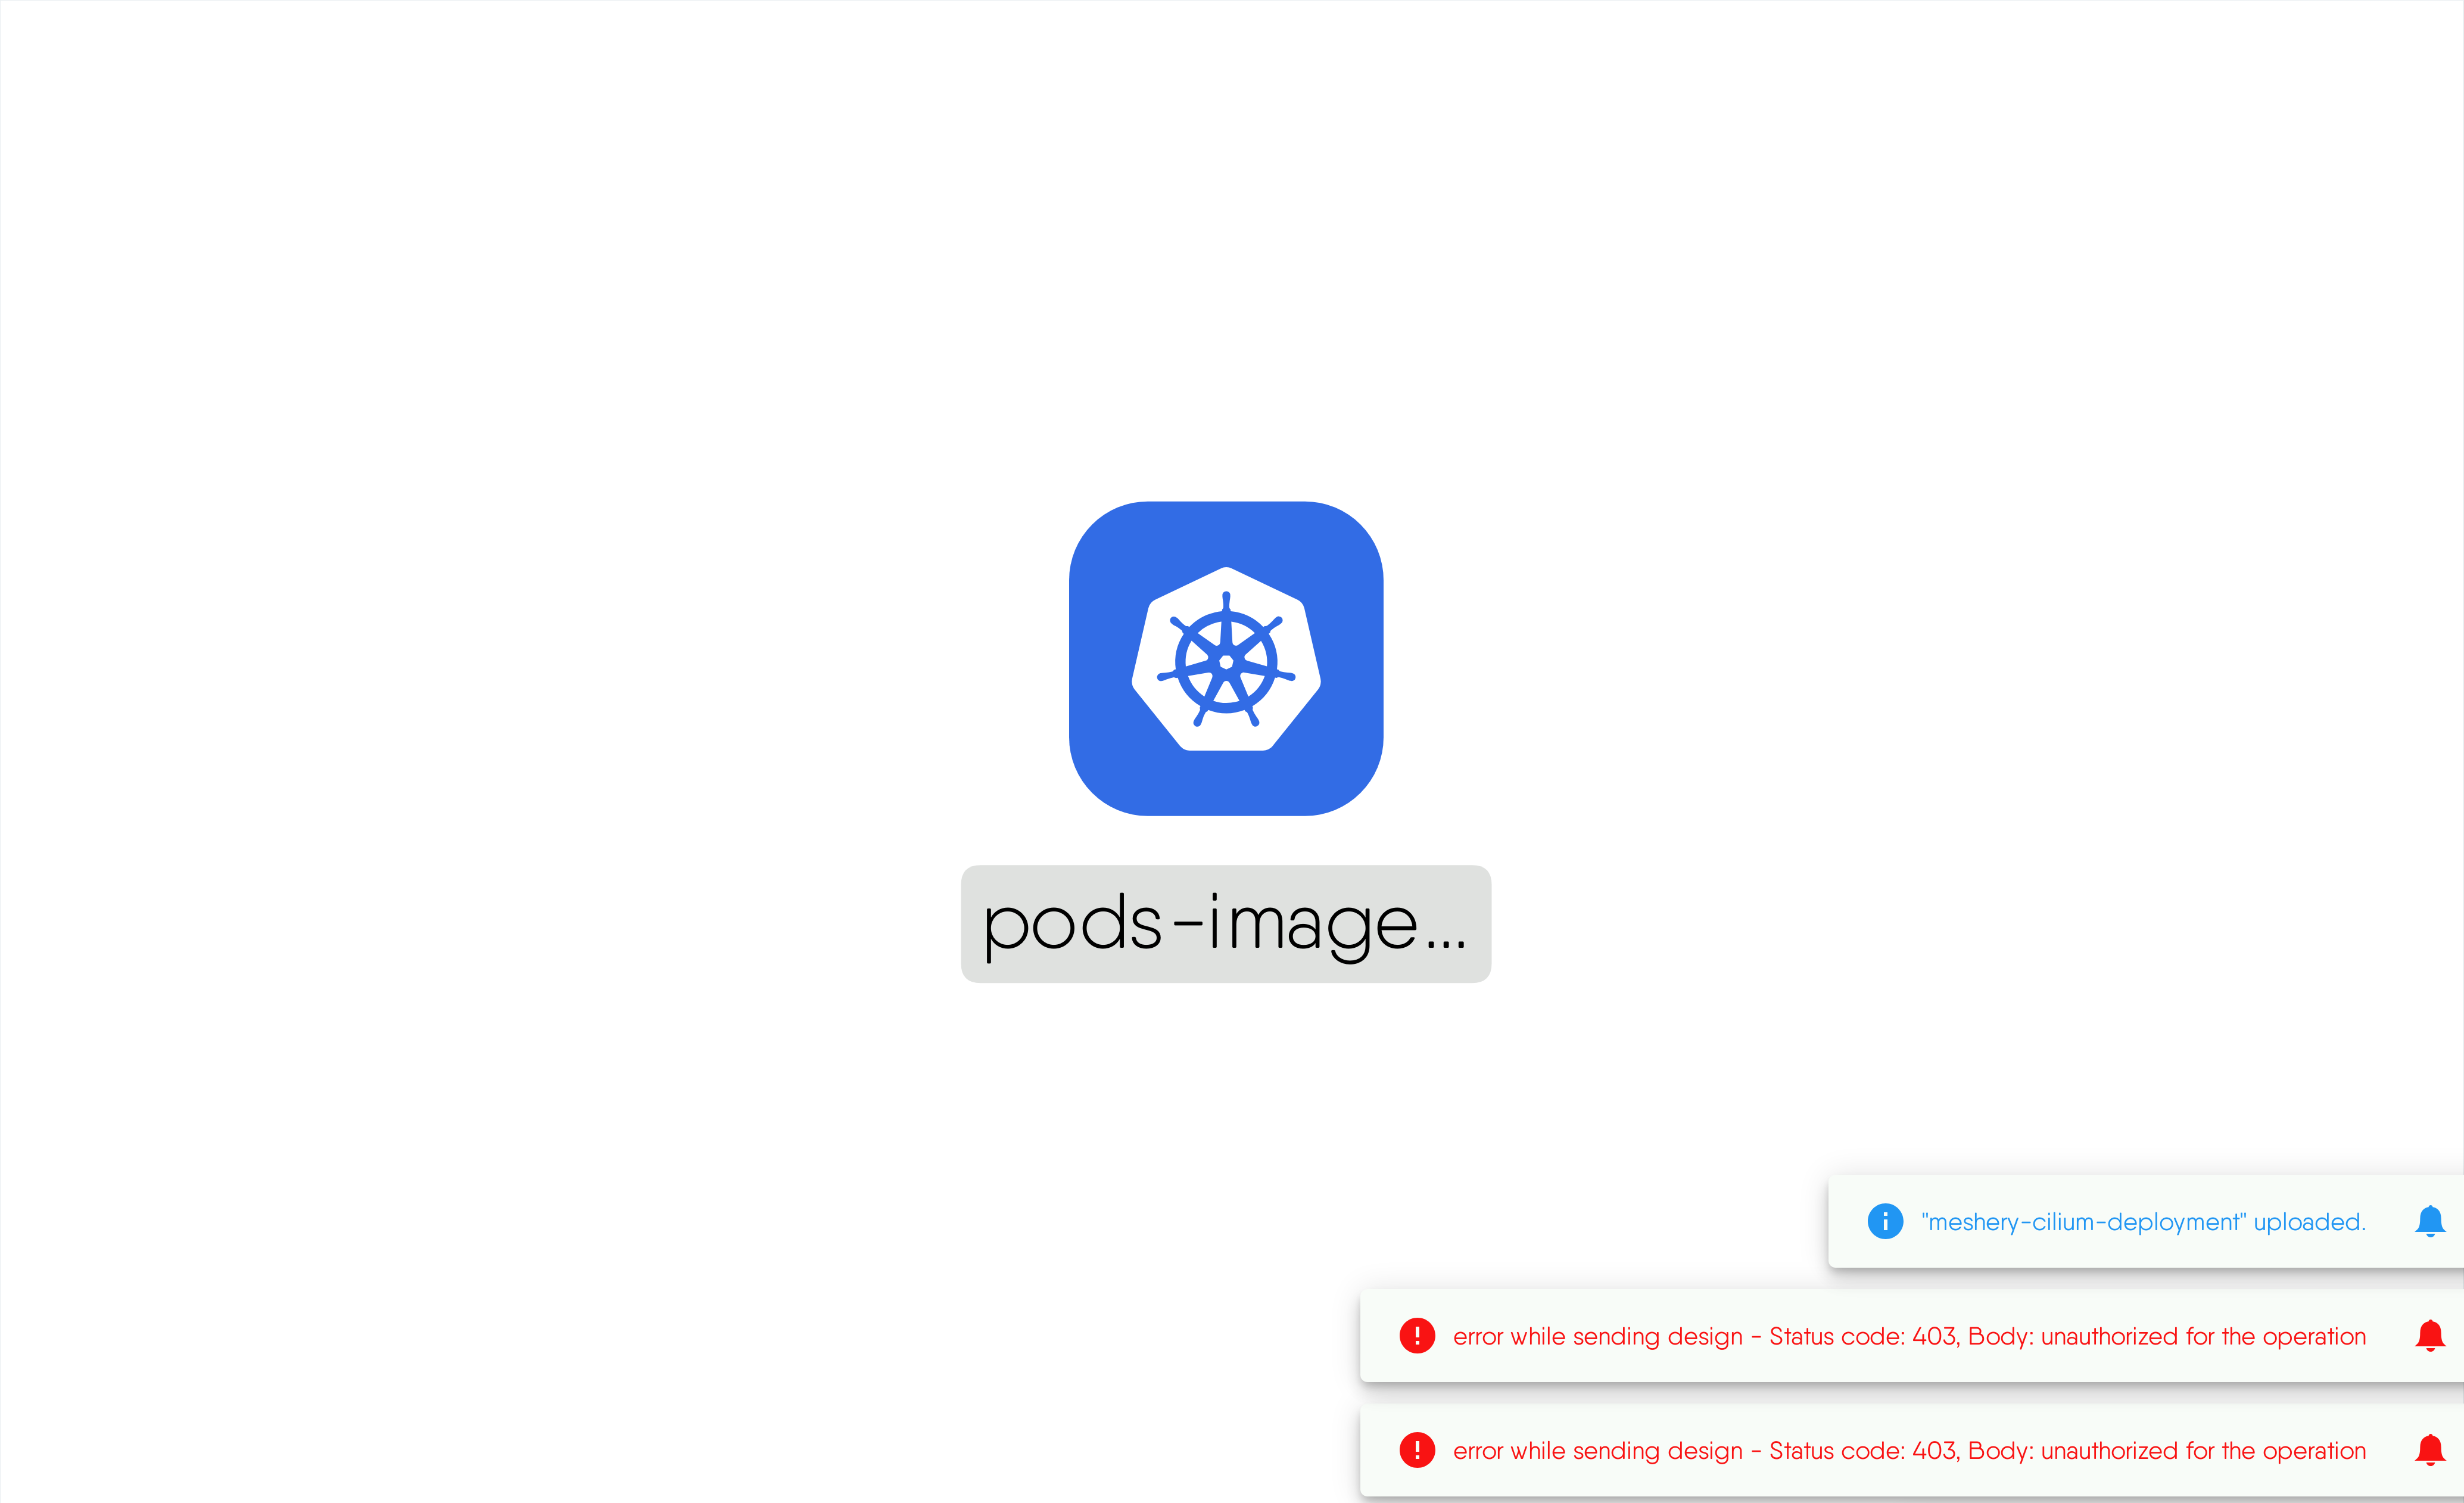 pods-image...
"meshery-cilium-deployment" uploaded.
error while sending design - Status code: 403, Body: unauthorized for the operation
error while sending design - Status code: 403, Body: unauthorized for the operation